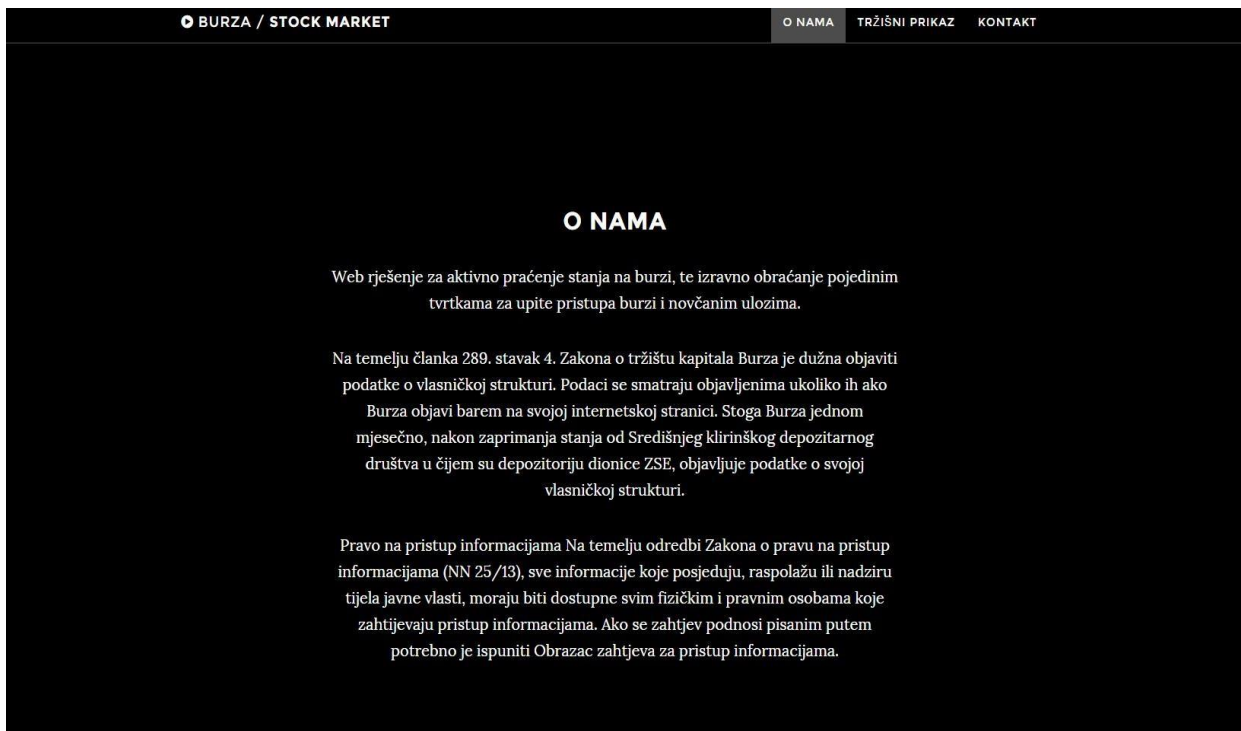 BURZA / STOCK MARKET
O NAMA TRŽIŠNI PRIKAZ KONTAKT
O NAMA
Web rješenje za aktivno praćenje stanja na burzi, te izravno obraćanje pojedinim
tvrtkama za upite pristupa burzi i novčanim ulozima.
Na temelju članka 289. stavak 4. Zakona o tržištu kapitala Burza je dužna objaviti
podatke o vlasničkoj strukturi. Podaci se smatraju objavljenima ukoliko ih ako
Burza objavi barem na svojoj internetskoj stranici. Stoga Burza jednom
mjesečno, nakon zaprimanja stanja od Središnjeg klirinškog depozitarnog
društva u čijem su depozitoriju dionice ZSE, objavljuje podatke o svojoj
vlasničkoj strukturi.
Pravo na pristup informacijama Na temelju odredbi Zakona o pravu na pristup
informacijama (NN 25/13), sve informacije koje posjeduju, raspolažu ili nadziru
tijela javne vlasti, moraju biti dostupne svim fizičkim i pravnim osobama koje
zahtijevaju pristup informacijama. Ako se zahtjev podnosi pisanim putem
potrebno je ispuniti Obrazac zahtjeva za pristup informacijama.